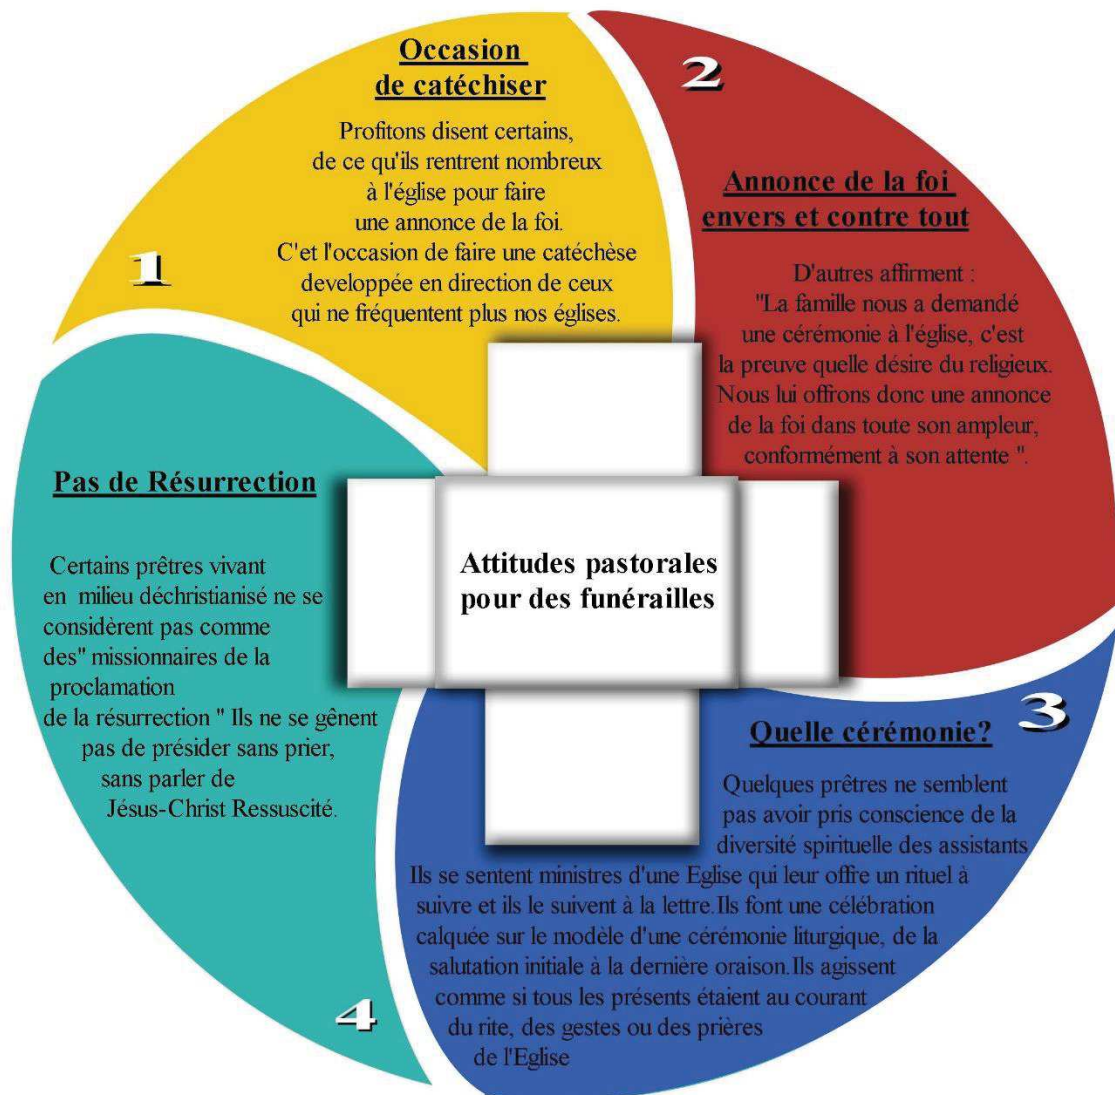 Occasion
de catéchiser
Profitons disent certains,
de ce qu'ils rentrent nombreux
à l'église pour faire
une annonce de la foi.
C'et l'occasion de faire une catéchèse
developpée en direction de ceux
qui ne fréquentent plus nos églises.
1
2
Annonce de la foi
envers et contre tout
D'autres affirment :
"La famille nous a demandé
une cérémonie à l'église, c'est
la preuve quelle désire du religieux.
Nous lui offrons donc une annonce
de la foi dans toute son ampleur,
conformément à son attente ".
Attitudes pastorales
pour des funérailles
3
Quelle cérémonie?
Quelques prêtres ne semblent
pas avoir pris conscience de la
diversité spirituelle des assistants
Ils se sentent ministres d'une Eglise qui leur offre un rituel à
suivre et ils le suivent à la lettre.Ils font une célébration
calquée sur le modèle d'une cérémonie liturgique, de la
salutation initiale à la dernière oraison.Ils agissent
comme si tous les présents étaient au courant
du rite, des gestes ou des prières
de l'Eglise
Pas de Résurrection
Certains prêtres vivant
en milieu déchristianisé ne se
considèrent pas comme
des" missionnaires de la
proclamation
de la résurrection " Ils ne se gênent
pas de présider sans prier,
sans parler de
Jésus-Christ Ressuscité.
4